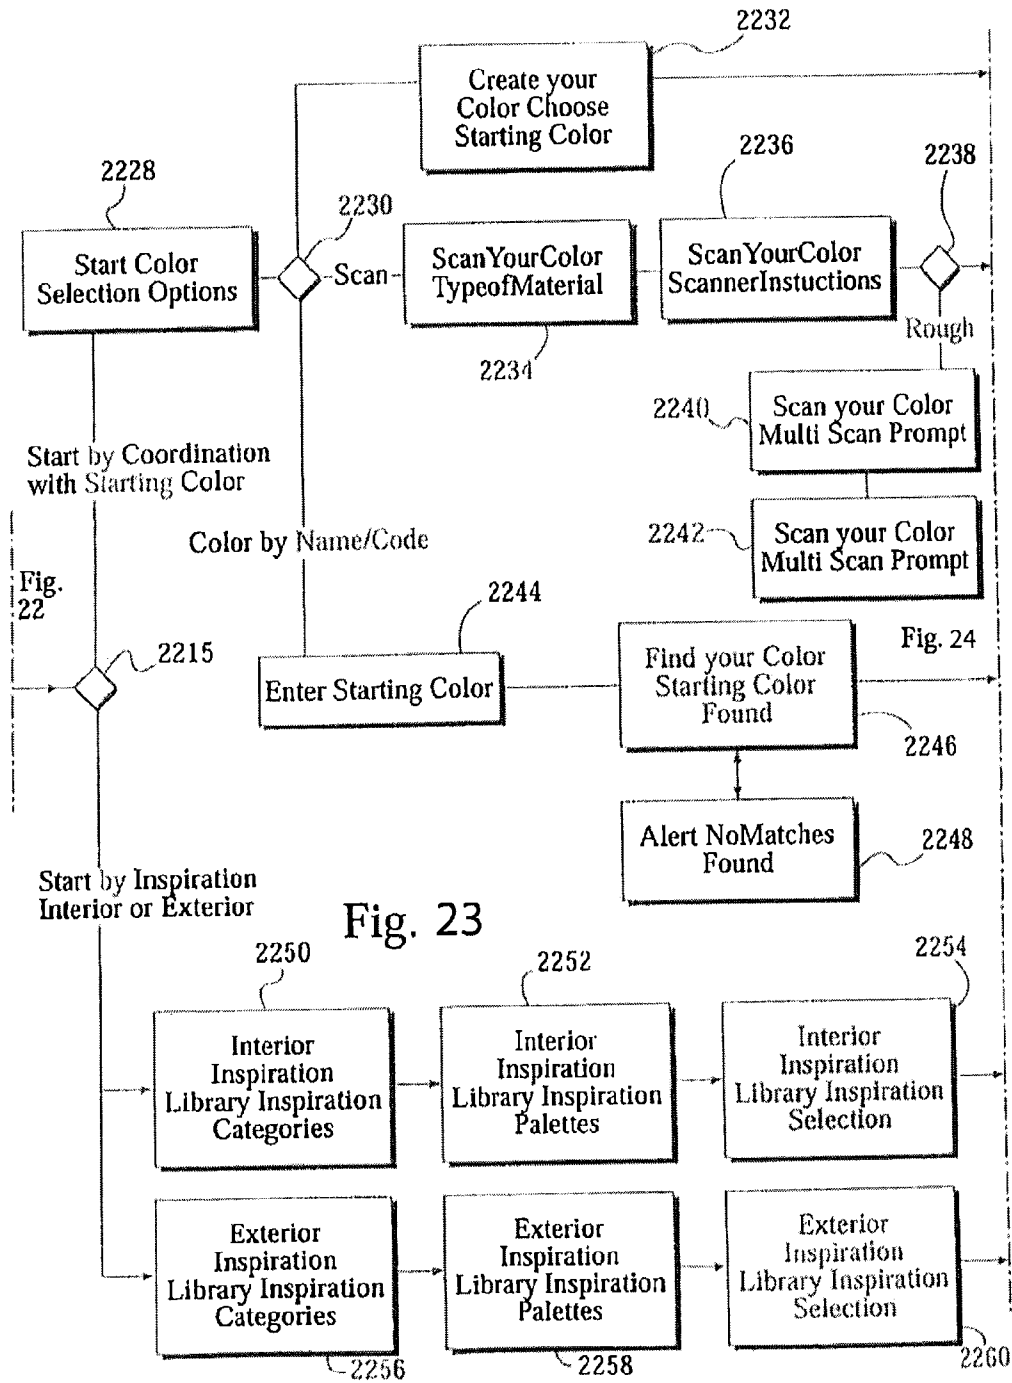 2232
Create your
Color Choose
Starting Color
2228
2236
2238
2230
Start Color
Selection Options
Scan
ScanYourColor
TypeofMaterial
ScanYourColor
ScannerInstuctions
2234
Rough
2240
Scan your Color
Multi Scan Prompt
Start by Coordination
with Starting Color
2242
Scan your Color
Multi Scan Prompt
Color by Name/Code
Fig.
22
2244
2215
Enter Starting Color
Find your Color
Starting Color
Found
Fig. 24
2246
Alert NoMatches
Found
2248
Start by Inspiration
Interior or Exterior
Fig. 23
2250
2252
2254
Interior
Inspiration
Library Inspiration
Categories
Interior
Inspiration
Library Inspiration
Palettes
Interior
Inspiration
Library Inspiration
Selection
Exterior
Inspiration
Library Inspiration
Categories
Exterior
Inspiration
Library Inspiration
Palettes
Exterior
Inspiration
Library Inspiration
Selection
2256
2258
2260